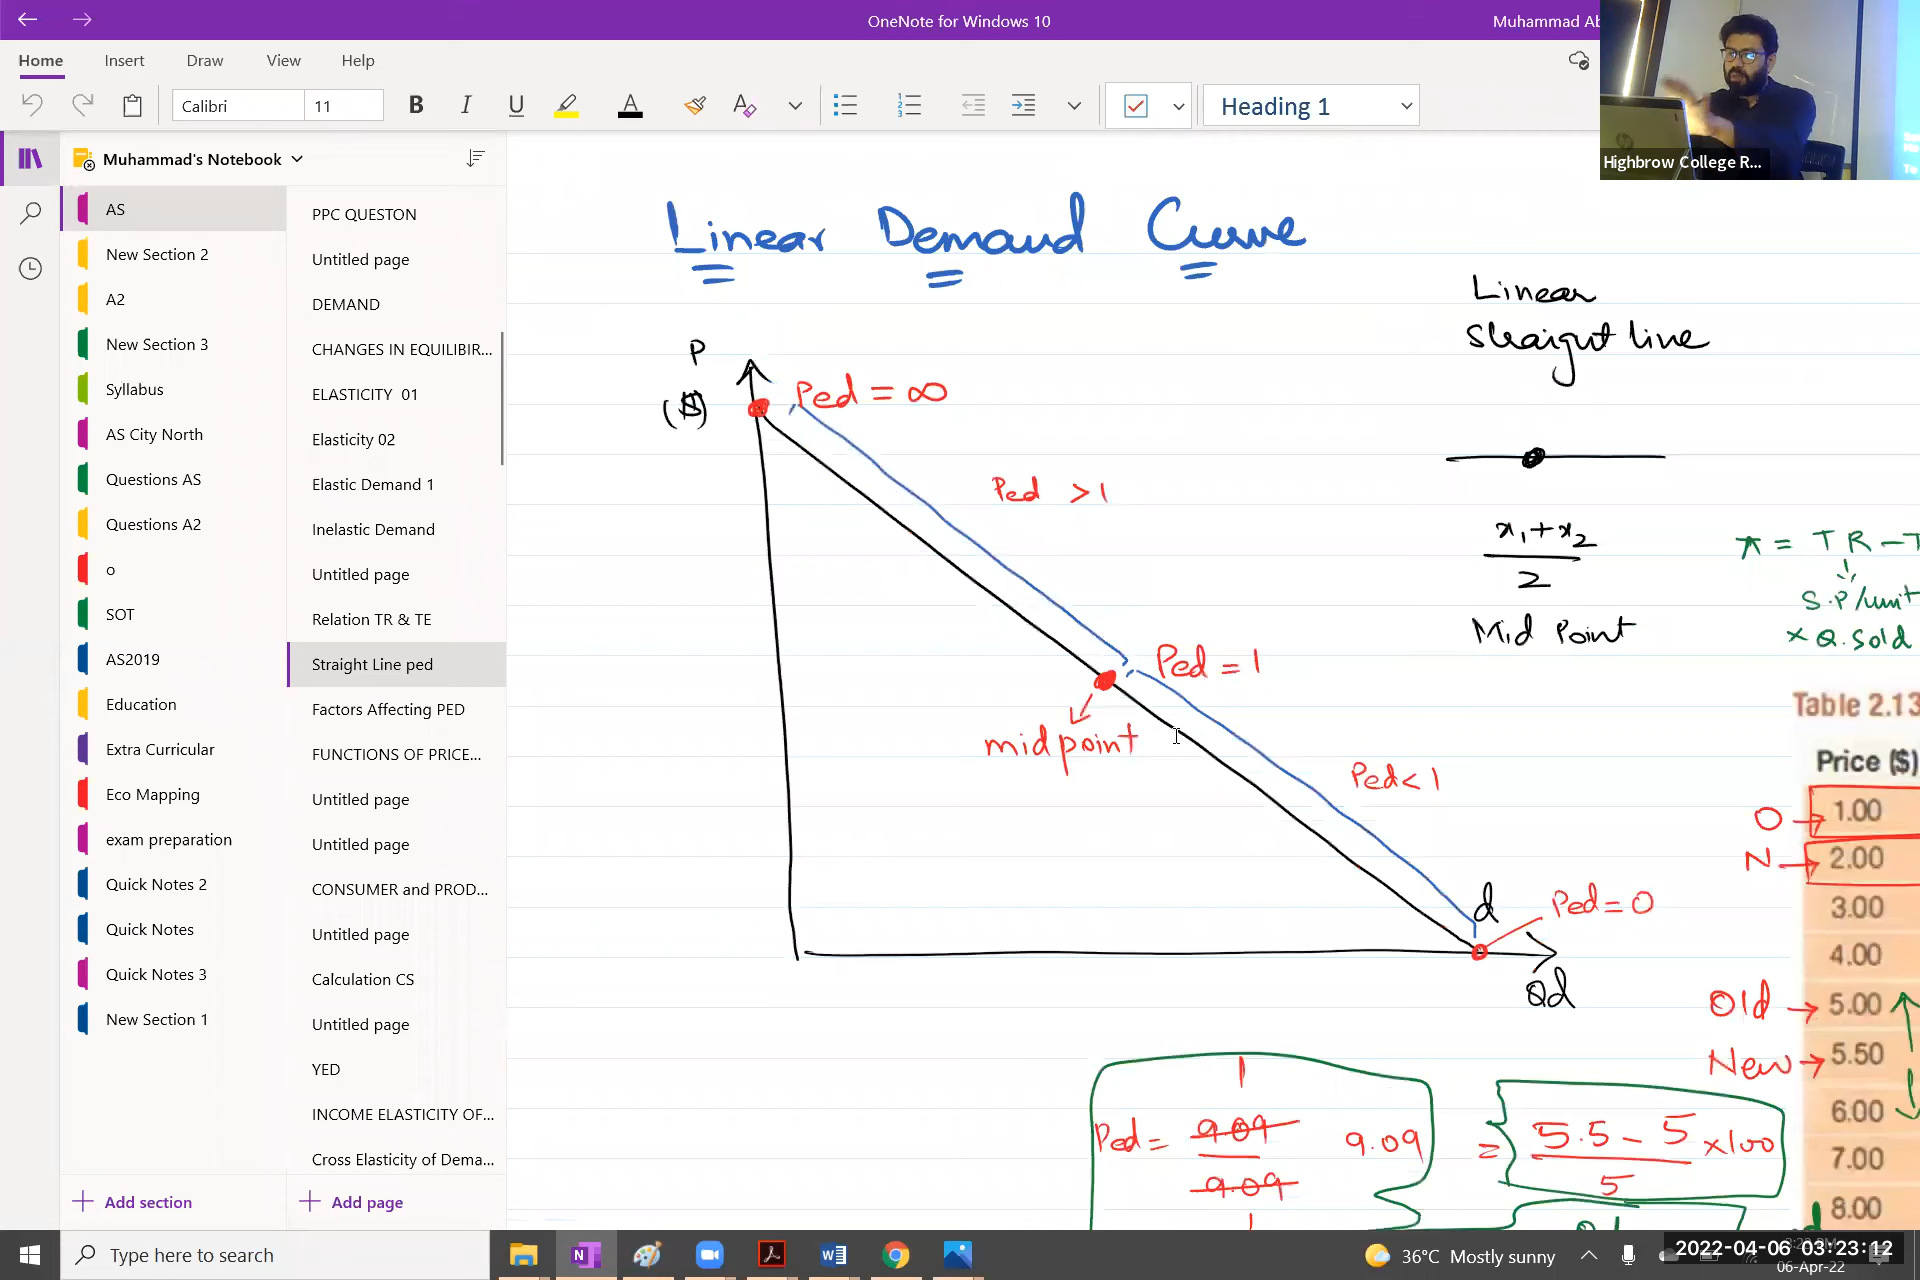 OneNote for Windows 10
Muhammad Ab
Home
Insert
Draw
View
Help
Calibri
11
B
I
U
A
Heading 1
Highbrow College R...
Muhammad's Notebook
AS
New Section 2
A2
New Section 3
Syllabus
AS City North
Questions AS
Questions A2
o
SOT
AS2019
Education
Extra Curricular
Eco Mapping
exam preparation
Quick Notes 2
Quick Notes
Quick Notes 3
New Section 1
Add section
PPC QUESTON
Untitled page
DEMAND
CHANGES IN EQUILIBIR...
ELASTICITY 01
Elasticity 02
Elastic Demand 1
Inelastic Demand
Untitled page
Relation TR & TE
Straight Line ped
Factors Affecting PED
FUNCTIONS OF PRICE...
Untitled page
Untitled page
CONSUMER and PROD...
Untitled page
Calculation CS
Untitled page
YED
INCOME ELASTICITY OF...
Cross Elasticity of Dema...
Add page
Linear Demand Curve
P
($)
Ped = ∞
Ped >1
Ped = 1
midpoint
Ped< 1
d
Ped = 0
Qd
Linear
Straight line
x₁+x₂
2
Mid Point
π = TR - T
S.P/unit
x Q.sold
Table 2.13
Price ($)
O → 1.00
N → 2.00
3.00
4.00
Old → 5.00
New → 5.50
6.00
7.00
8.00
1
Ped = 9.09
9.09
9.09
1
= 5.5 - 5 x100
5
Type here to search
36°C Mostly sunny
2022-04-06 03:23:12
06-Apr-22